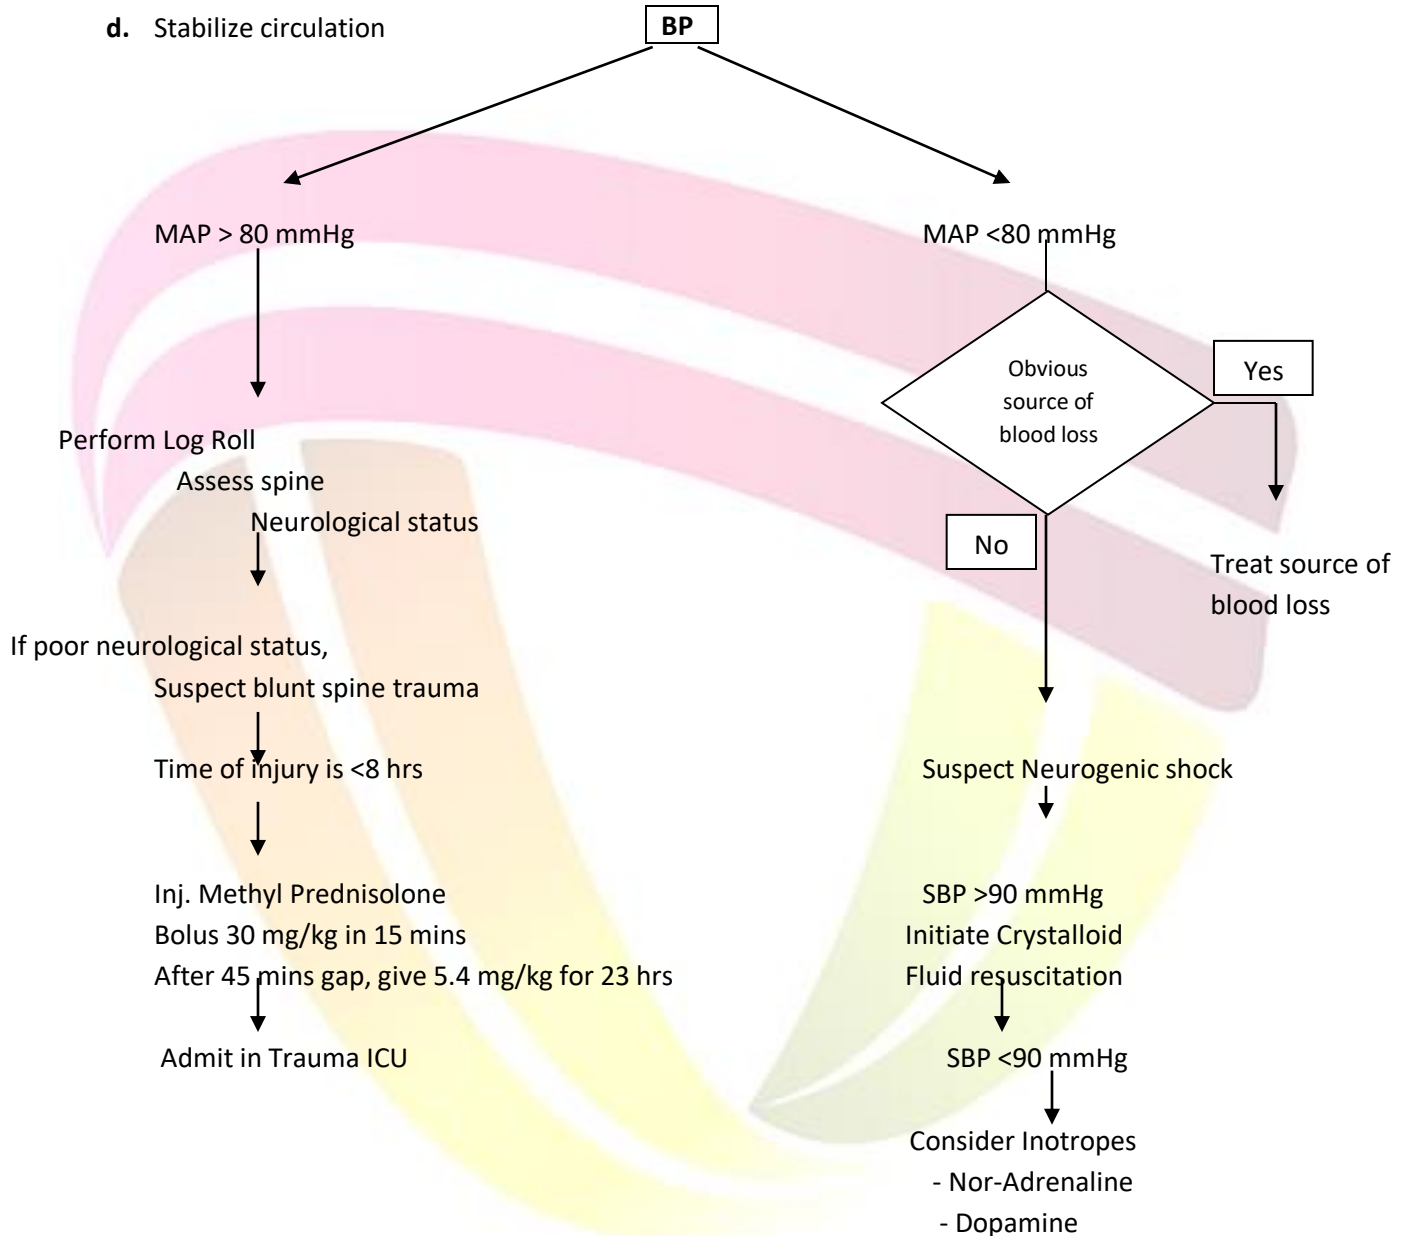 d. Stabilize circulation
BP
MAP > 80 mmHg
Perform Log Roll
Assess spine
Neurological status
If poor neurological status,
Suspect blunt spine trauma
Time of injury is <8 hrs
Inj. Methyl Prednisolone
Bolus 30 mg/kg in 15 mins
After 45 mins gap, give 5.4 mg/kg for 23 hrs
Admit in Trauma ICU
MAP <80 mmHg
Obvious
source of
blood loss
Yes
Treat source of
blood loss
No
Suspect Neurogenic shock
SBP >90 mmHg
Initiate Crystalloid
Fluid resuscitation
SBP <90 mmHg
Consider Inotropes
- Nor-Adrenaline
- Dopamine